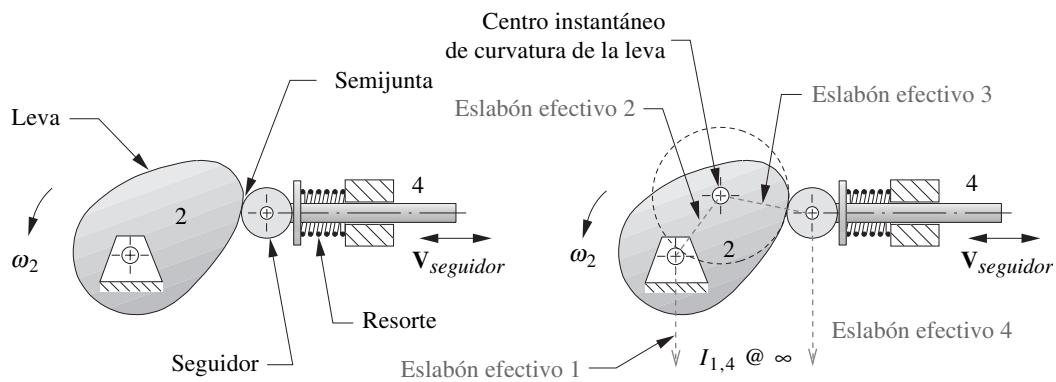 Leva
Semijunta
2
4
ω2
Vseguidor
Resorte
Seguidor
Centro instantáneo
de curvatura de la leva
Eslabón efectivo 2
Eslabón efectivo 3
4
2
ω2
Vseguidor
Eslabón efectivo 4
Eslabón efectivo 1
I1,4 @ ∞